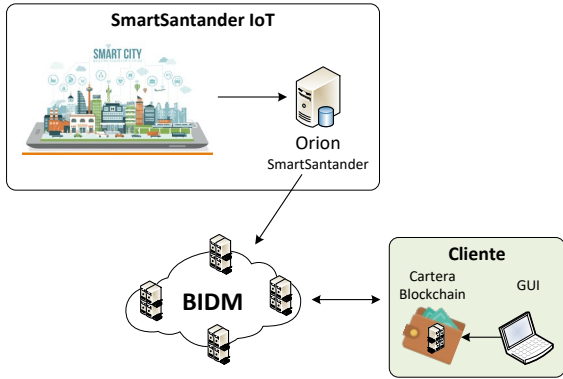 SmartSantander IoT
SMART CITY
Orion
SmartSantander
BIDM
Cliente
Cartera
Blockchain
GUI